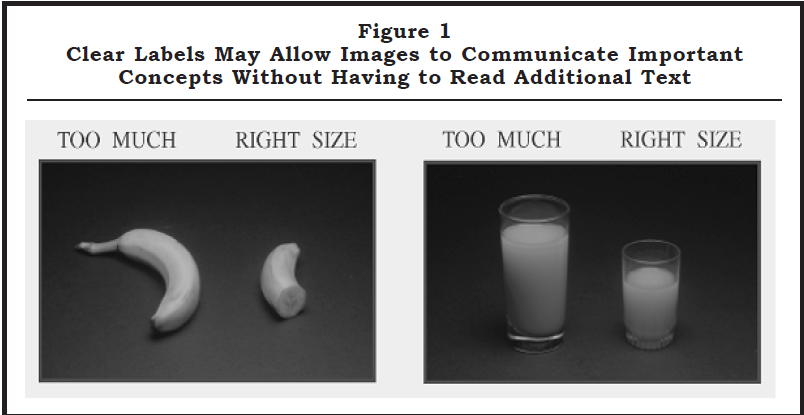 Figure 1
Clear Labels May Allow Images to Communicate Important
Concepts Without Having to Read Additional Text
TOO MUCH RIGHT SIZE
TOO MUCH RIGHT SIZE